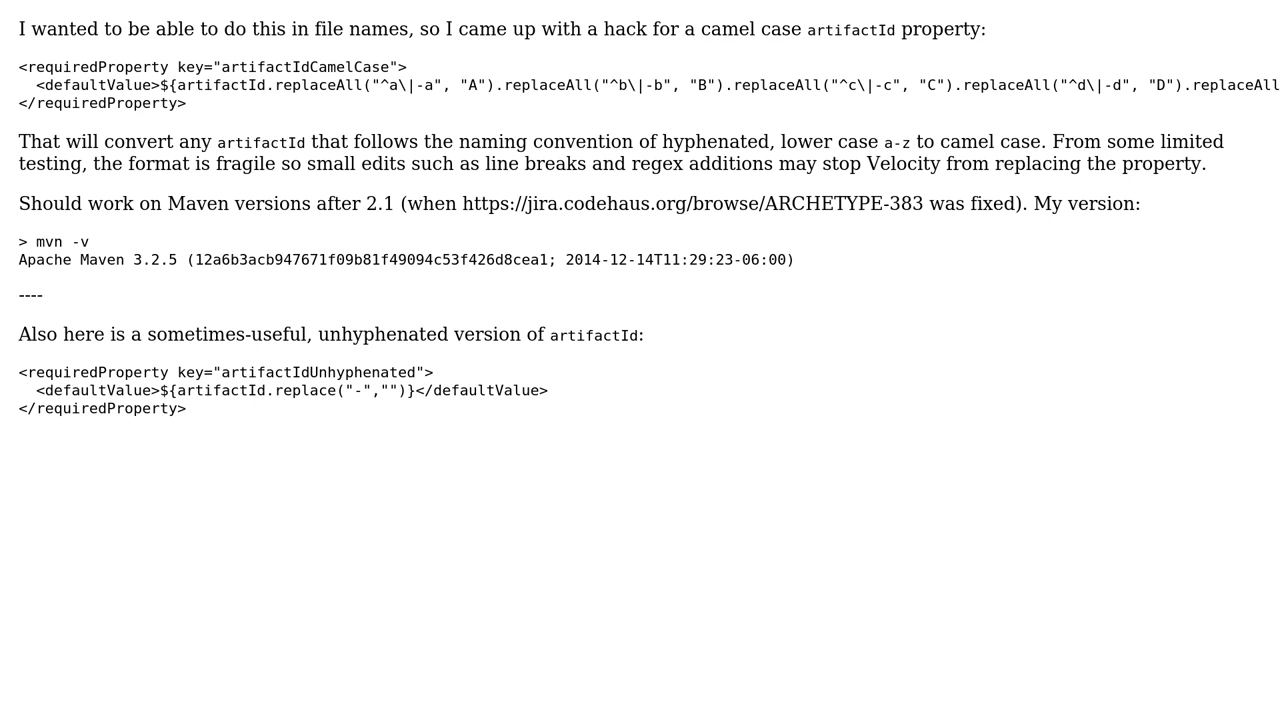 I wanted to be able to do this in file names, so I came up with a hack for a camel case artifactId property:
<requiredProperty key="artifactIdCamelCase">
  <defaultValue>${artifactId.replaceAll("^a\|-a", "A").replaceAll("^b\|-b", "B").replaceAll("^c\|-c", "C").replaceAll("^d\|-d", "D").replaceAll
</requiredProperty>
That will convert any artifactId that follows the naming convention of hyphenated, lower case a-z to camel case. From some limited
testing, the format is fragile so small edits such as line breaks and regex additions may stop Velocity from replacing the property.
Should work on Maven versions after 2.1 (when https://jira.codehaus.org/browse/ARCHETYPE-383 was fixed). My version:
> mvn -v
Apache Maven 3.2.5 (12a6b3acb947671f09b81f49094c53f426d8cea1; 2014-12-14T11:29:23-06:00)
----
Also here is a sometimes-useful, unhyphenated version of artifactId:
<requiredProperty key="artifactIdUnhyphenated">
  <defaultValue>${artifactId.replace("-","")}</defaultValue>
</requiredProperty>